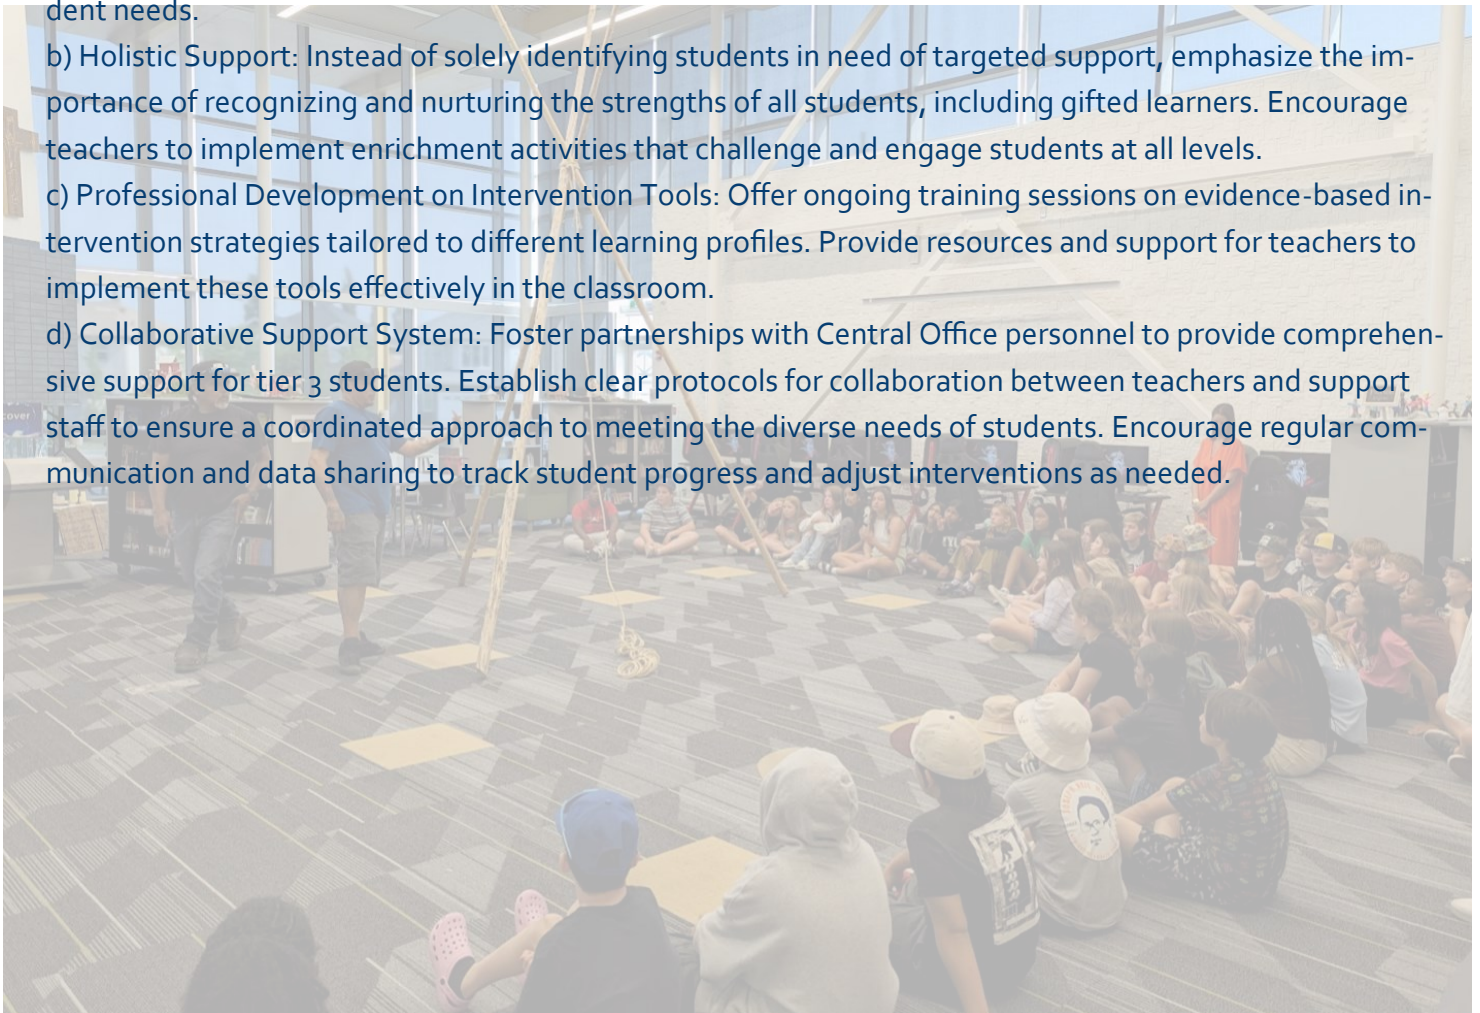 dent needs.
b) Holistic Support: Instead of solely identifying students in need of targeted support, emphasize the im-
portance of recognizing and nurturing the strengths of all students, including gifted learners. Encourage
teachers to implement enrichment activities that challenge and engage students at all levels.
c) Professional Development on Intervention Tools: Offer ongoing training sessions on evidence-based in-
tervention strategies tailored to different learning profiles. Provide resources and support for teachers to
implement these tools effectively in the classroom.
d) Collaborative Support System: Foster partnerships with Central Office personnel to provide comprehen-
sive support for tier 3 students. Establish clear protocols for collaboration between teachers and support
staff to ensure a coordinated approach to meeting the diverse needs of students. Encourage regular com-
munication and data sharing to track student progress and adjust interventions as needed.
cover